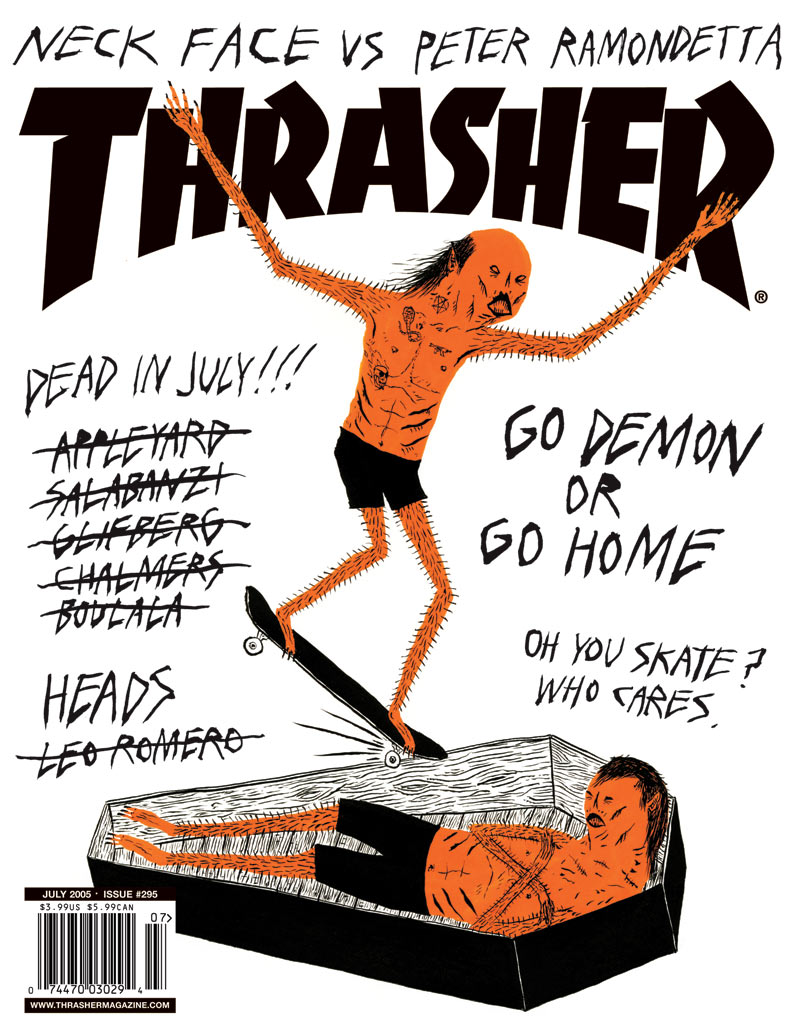 NECK FACE VS PETER RAMONDETTA
THRASHER
®
DEAD IN JULY!!!
APPLEYARD
SALABANZI
GLIFBERG
CHALMERS
BOULALA
HEADS
LEO ROMERO
GO DEMON
OR
GO HOME
OH YOU SKATE?
WHO CARES.
JULY 2005 · ISSUE #295
$3.99US $5.99CAN
07>
0 74470 03029 4
WWW.THRASHERMAGAZINE.COM